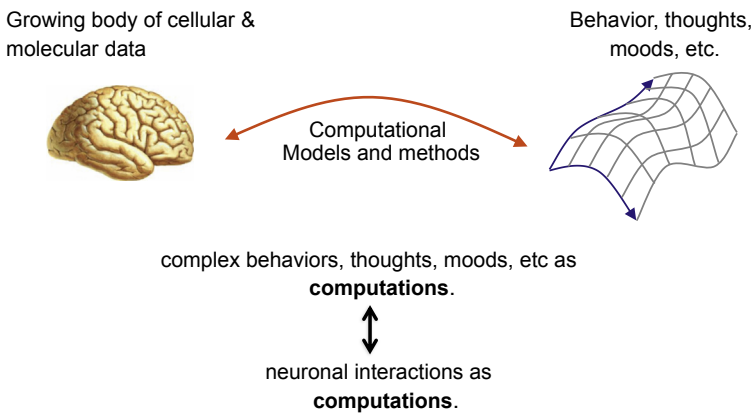 Growing body of cellular &
molecular data
Behavior, thoughts,
moods, etc.
Computational
Models and methods
complex behaviors, thoughts, moods, etc as
computations.
neuronal interactions as
computations.